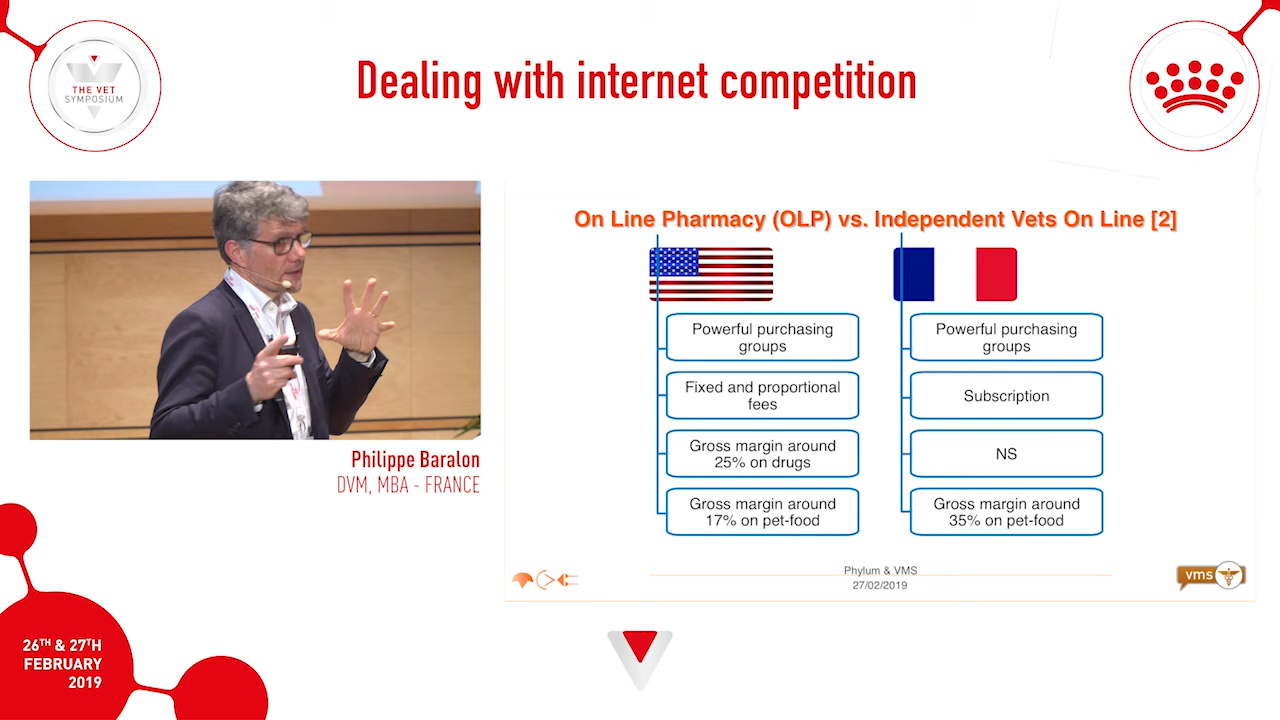 Dealing with internet competition
THE VET
SYMPOSIUM
On Line Pharmacy (OLP) vs. Independent Vets On Line [2]
Powerful purchasing
groups
Fixed and proportional
fees
Gross margin around
25% on drugs
Gross margin around
17% on pet-food
Powerful purchasing
groups
Subscription
NS
Gross margin around
35% on pet-food
Philippe Baralon
DVM, MBA - FRANCE
Phylum & VMS
27/02/2019
vms
26TH & 27TH
FEBRUARY
2019